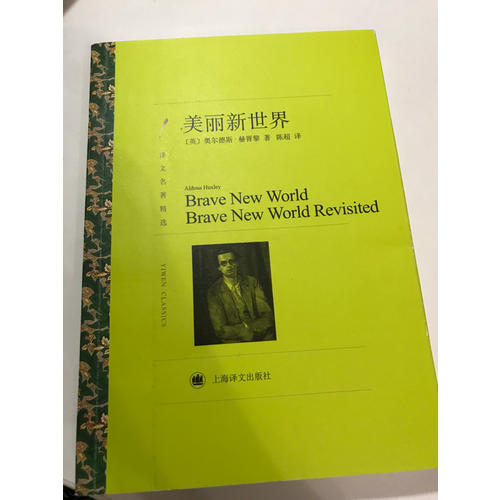 美丽新世界
〔英〕奥尔德斯·赫胥黎 著 陈超 译
Aldous Huxley
Brave New World
Brave New World Revisited
译文名著精选
YIWEN CLASSICS
上海译文出版社